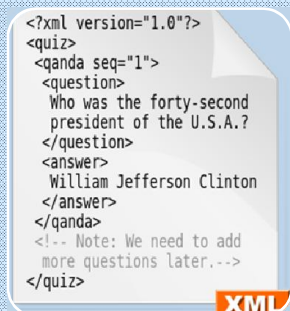 <?xml version="1.0"?>
<quiz>
<qanda seq="1">
<question>
Who was the forty-second
president of the U.S.A.?
</question>
<answer>
William Jefferson Clinton
</answer>
</qanda>
<!-- Note: We need to add
more questions later.-->
</quiz>
XML